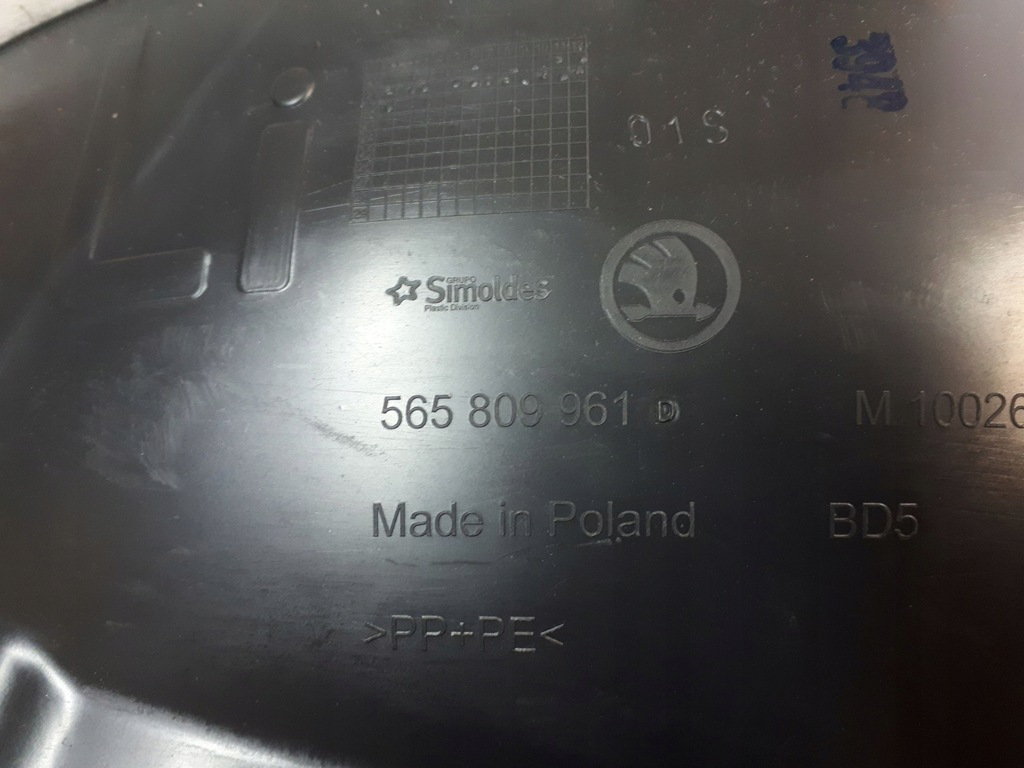 01S
GRUPO
Simoldes
Plastic Division
565 809 961 D
M 10026
Made in Poland
BD5
>PP+PE<